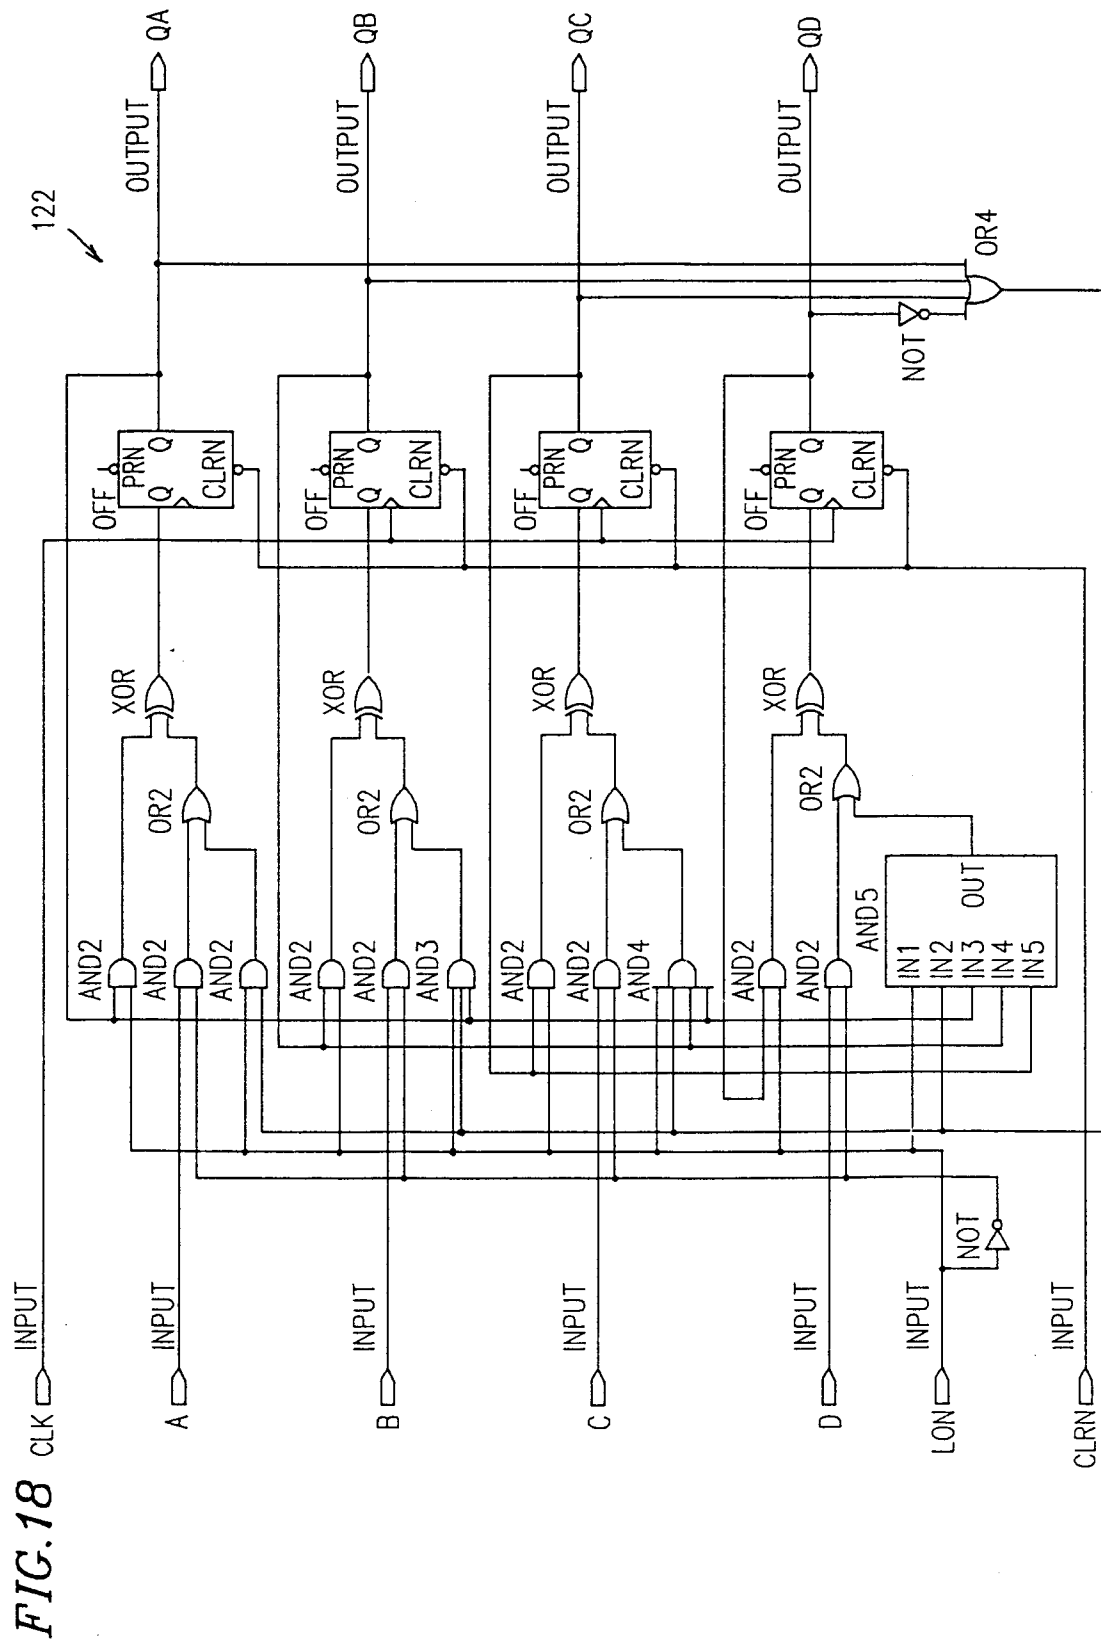 FIG.18
122
CLK
INPUT
OFF
PRN
Q
Q
CLRN
OUTPUT
QA
A
INPUT
AND2
AND2
AND2
OR2
XOR
OFF
PRN
Q
Q
CLRN
OUTPUT
QB
B
INPUT
AND2
AND2
AND3
OR2
XOR
OFF
PRN
Q
Q
CLRN
OUTPUT
QC
C
INPUT
AND2
AND2
AND4
OR2
XOR
OFF
PRN
Q
Q
CLRN
OUTPUT
QD
D
INPUT
AND2
AND2
OR2
XOR
AND5
IN1
IN2
IN3
IN4
IN5
OUT
NOT
OR4
LON
INPUT
NOT
CLRN
INPUT